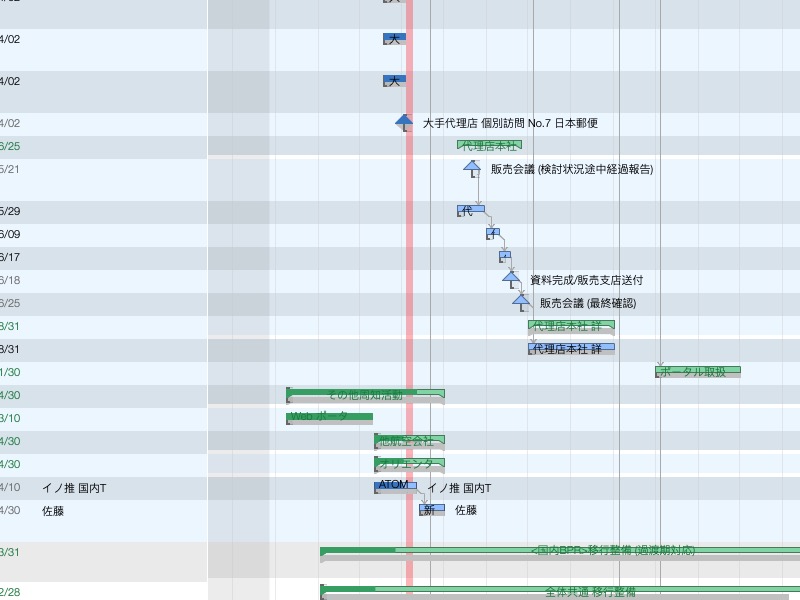 4/02
大
4/02
大
4/02
大手代理店 個別訪問 No.7 日本郵便
6/25
代理店本社
5/21
販売会議 (検討状況途中経過報告)
5/29
代
6/09
6/17
6/18
資料完成/販売支店送付
6/25
販売会議 (最終確認)
8/31
代理店本社 詳
8/31
代理店本社 詳
1/30
ポータル取扱
4/30
その他周知活動
3/10
Web ポータ
4/30
他航空会社
4/30
オリエンタ
4/10 イノ推 国内T
ATOM
イノ推 国内T
4/30 佐藤
新
佐藤
3/31
<国内BPR>移行整備 (過渡期対応)
2/28
全体共通 移行整備